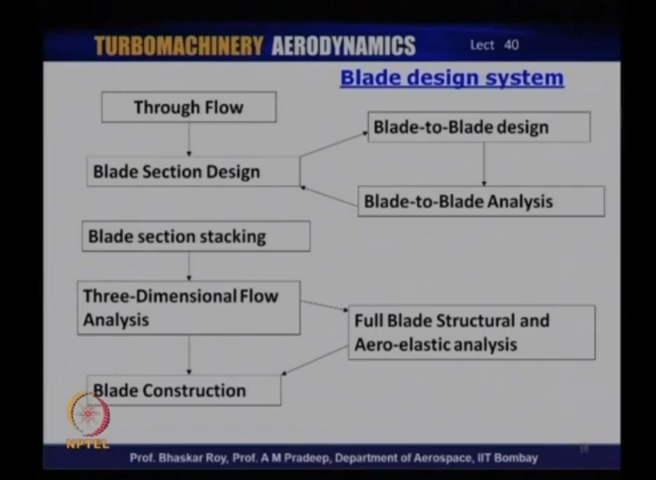 TURBOMACHINERY AERODYNAMICS Lect 40
Blade design system
Through Flow
Blade-to-Blade design
Blade Section Design
Blade-to-Blade Analysis
Blade section stacking
Three-Dimensional Flow
Analysis
Full Blade Structural and
Aero-elastic analysis
Blade Construction
NPTEL
Prof. Bhaskar Roy, Prof. A M Pradeep, Department of Aerospace, IIT Bombay